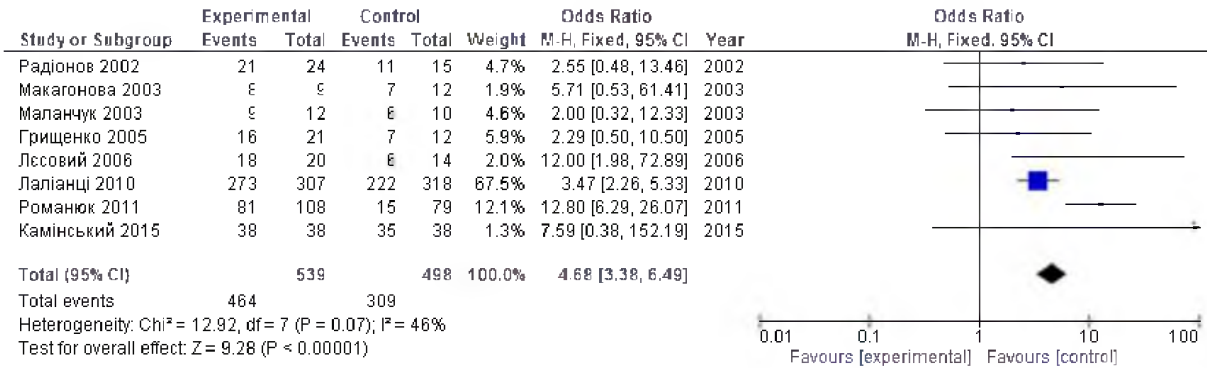 Experimental Control Odds Ratio Odds Ratio
Study or Subgroup Events Total Events Total Weight M-H, Fixed, 95% CI Year M-H, Fixed, 95% CI
Радіонов 2002 21 24 11 15 4.7% 2.55 [0.48, 13.46] 2002
Макагонова 2003 8 9 7 12 1.9% 5.71 [0.53, 61.41] 2003
Маланчук 2003 9 12 6 10 4.6% 2.00 [0.32, 12.33] 2003
Грищенко 2005 16 21 7 12 5.9% 2.29 [0.50, 10.50] 2005
Лєсовий 2006 18 20 6 14 2.0% 12.00 [1.98, 72.89] 2006
Лаліанці 2010 273 307 222 318 67.5% 3.47 [2.26, 5.33] 2010
Романюк 2011 81 108 15 79 12.1% 12.80 [6.29, 26.07] 2011
Камінський 2015 38 38 35 38 1.3% 7.59 [0.38, 152.19] 2015
Total (95% CI) 539 498 100.0% 4.68 [3.38, 6.49]
Total events 464 309
Heterogeneity: Chi² = 12.92, df = 7 (P = 0.07); I² = 46%
Test for overall effect: Z = 9.28 (P < 0.00001)
0.01 0.1 1 10 100
Favours [experimental] Favours [control]